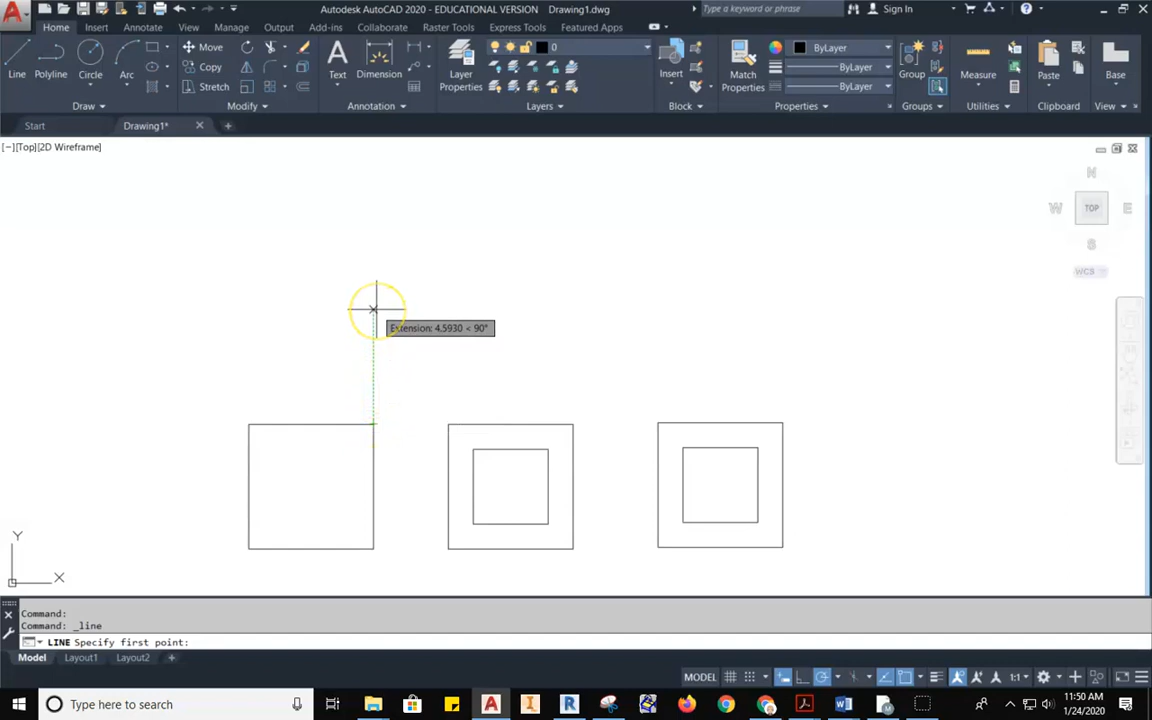 Autodesk AutoCAD 2020 - EDUCATIONAL VERSION Drawing1.dwg
Type a keyword or phrase
Sign In
Home Insert Annotate View Manage Output Add-ins Collaborate Raster Tools Express Tools Featured Apps
Line Polyline Circle Arc
Move
Copy
Stretch
Text Dimension
Layer Properties
0
Insert
Match Properties
ByLayer
ByLayer
ByLayer
Group
Measure
Paste
Base
Draw Modify Annotation Layers Block Properties Groups Utilities Clipboard View
Start Drawing1*
[−][Top][2D Wireframe]
N
W TOP E
S
WCS
Extension: 4.5930 < 90°
Y
X
Command:
Command: _line
LINE Specify first point:
Model Layout1 Layout2 +
MODEL 1:1
Type here to search
11:50 AM
1/24/2020